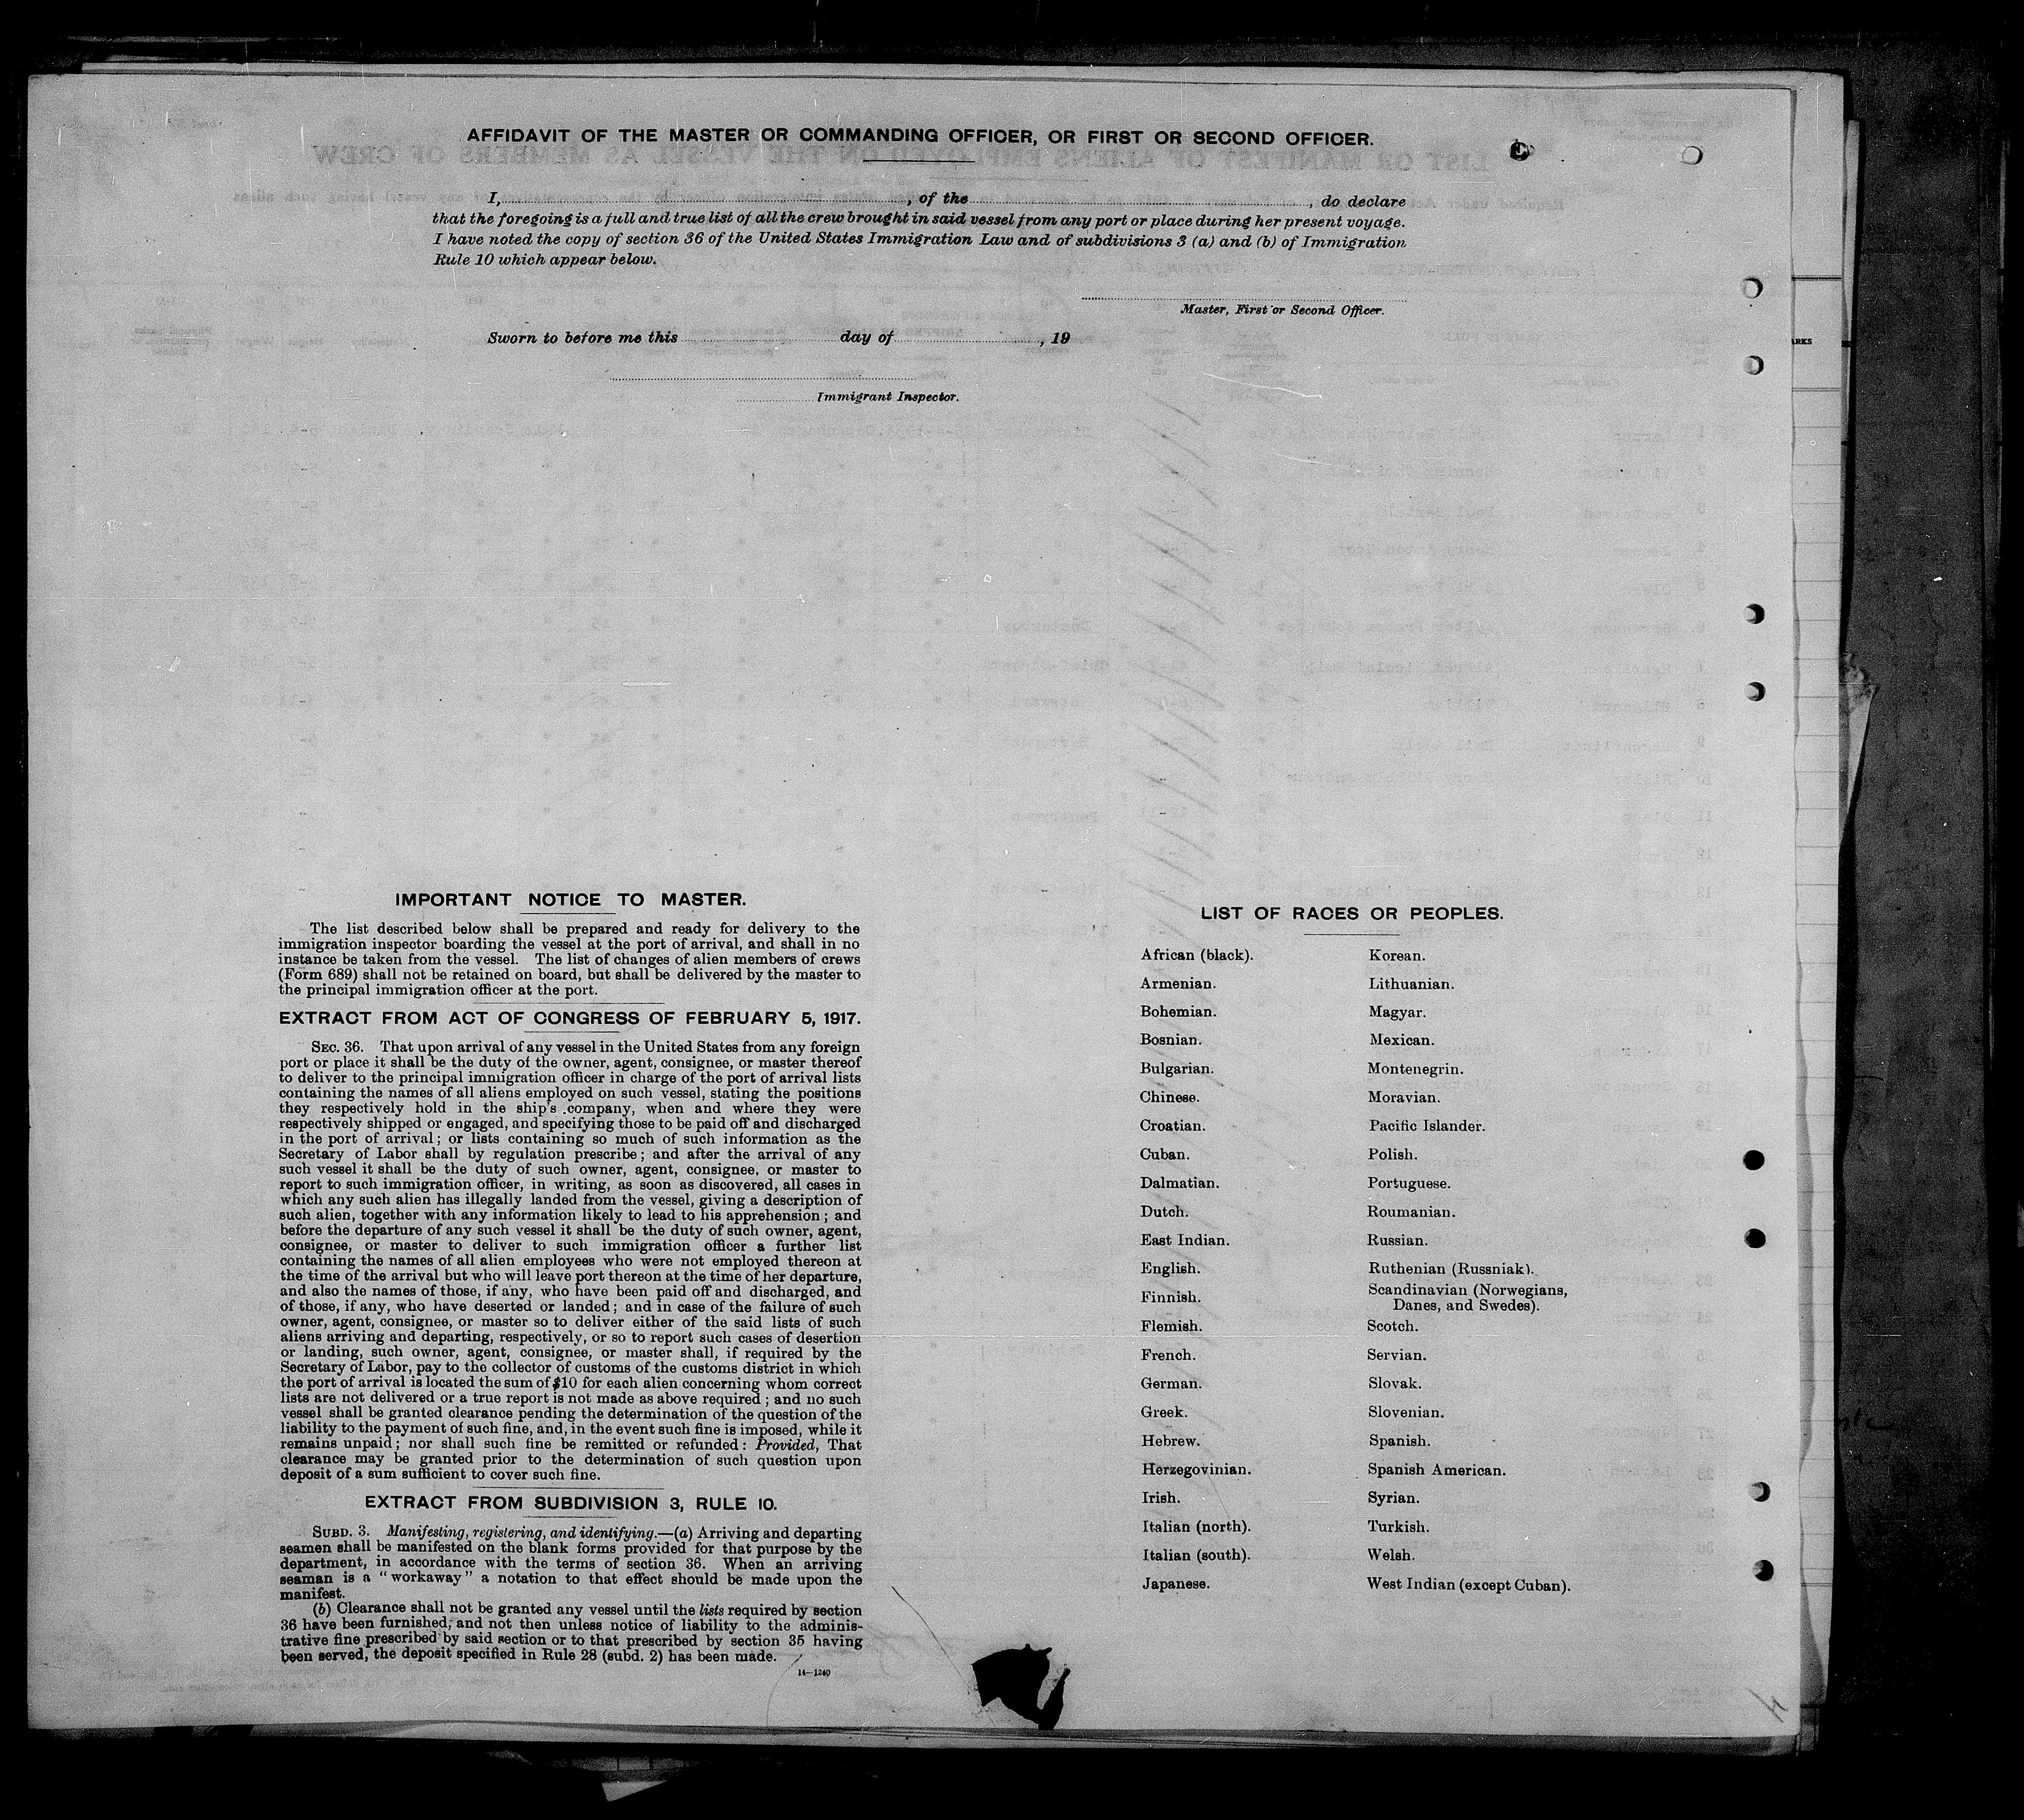 AFFIDAVIT OF THE MASTER OR COMMANDING OFFICER, OR FIRST OR SECOND OFFICER.
I, , of the , do declare
that the foregoing is a full and true list of all the crew brought in said vessel from any port or place during her present voyage.
I have noted the copy of section 36 of the United States Immigration Law and of subdivisions 3 (a) and (b) of Immigration
Rule 10 which appear below.
Master, First or Second Officer.
Sworn to before me this day of , 19
Immigrant Inspector.
IMPORTANT NOTICE TO MASTER.
The list described below shall be prepared and ready for delivery to the
immigration inspector boarding the vessel at the port of arrival, and shall in no
instance be taken from the vessel. The list of changes of alien members of crews
(Form 689) shall not be retained on board, but shall be delivered by the master to
the principal immigration officer at the port.
EXTRACT FROM ACT OF CONGRESS OF FEBRUARY 5, 1917.
SEC. 36. That upon arrival of any vessel in the United States from any foreign
port or place it shall be the duty of the owner, agent, consignee, or master thereof
to deliver to the principal immigration officer in charge of the port of arrival lists
containing the names of all aliens employed on such vessel, stating the positions
they respectively hold in the ship's company, when and where they were
respectively shipped or engaged, and specifying those to be paid off and discharged
in the port of arrival; or lists containing so much of such information as the
Secretary of Labor shall by regulation prescribe; and after the arrival of any
such vessel it shall be the duty of such owner, agent, consignee, or master to
report to such immigration officer, in writing, as soon as discovered, all cases in
which any such alien has illegally landed from the vessel, giving a description of
such alien, together with any information likely to lead to his apprehension; and
before the departure of any such vessel it shall be the duty of such owner, agent,
consignee, or master to deliver to such immigration officer a further list
containing the names of all alien employees who were not employed thereon at
the time of the arrival but who will leave port thereon at the time of her departure,
and also the names of those, if any, who have been paid off and discharged, and
of those, if any, who have deserted or landed; and in case of the failure of such
owner, agent, consignee, or master so to deliver either of the said lists of such
aliens arriving and departing, respectively, or so to report such cases of desertion
or landing, such owner, agent, consignee, or master shall, if required by the
Secretary of Labor, pay to the collector of customs of the customs district in which
the port of arrival is located the sum of $10 for each alien concerning whom correct
lists are not delivered or a true report is not made as above required; and no such
vessel shall be granted clearance pending the determination of the question of the
liability to the payment of such fine, and, in the event such fine is imposed, while it
remains unpaid; nor shall such fine be remitted or refunded: Provided, That
clearance may be granted prior to the determination of such question upon
deposit of a sum sufficient to cover such fine.
EXTRACT FROM SUBDIVISION 3, RULE 10.
SUBD. 3. Manifesting, registering, and identifying.—(a) Arriving and departing
seamen shall be manifested on the blank forms provided for that purpose by the
department, in accordance with the terms of section 36. When an arriving
seaman is a "workaway" a notation to that effect should be made upon the
manifest.
(b) Clearance shall not be granted any vessel until the lists required by section
36 have been furnished, and not then unless notice of liability to the adminis-
trative fine prescribed by said section or to that prescribed by section 35 having
been served, the deposit specified in Rule 28 (subd. 2) has been made.
14—1240
LIST OF RACES OR PEOPLES.
African (black).
Armenian.
Bohemian.
Bosnian.
Bulgarian.
Chinese.
Croatian.
Cuban.
Dalmatian.
Dutch.
East Indian.
English.
Finnish.
Flemish.
French.
German.
Greek.
Hebrew.
Herzegovinian.
Irish.
Italian (north).
Italian (south).
Japanese.
Korean.
Lithuanian.
Magyar.
Mexican.
Montenegrin.
Moravian.
Pacific Islander.
Polish.
Portuguese.
Roumanian.
Russian.
Ruthenian (Russniak).
Scandinavian (Norwegians,
Danes, and Swedes).
Scotch.
Servian.
Slovak.
Slovenian.
Spanish.
Spanish American.
Syrian.
Turkish.
Welsh.
West Indian (except Cuban).